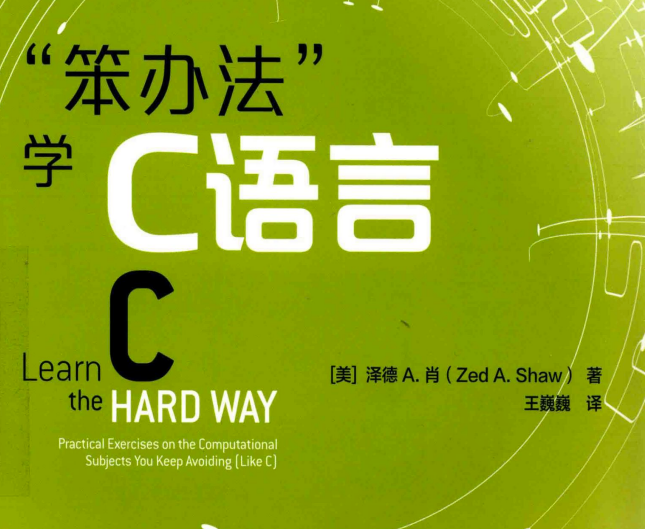 “笨办法”
学 C语言
Learn C
the HARD WAY
Practical Exercises on the Computational
Subjects You Keep Avoiding (Like C)
[美] 泽德 A. 肖 ( Zed A. Shaw ) 著
王巍巍 译